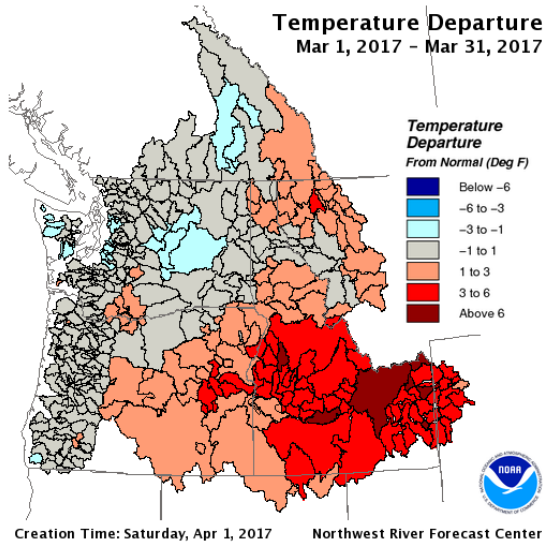 Temperature Departure
Mar 1, 2017 – Mar 31, 2017
Temperature
Departure
From Normal (Deg F)
Below −6
−6 to −3
−3 to −1
−1 to 1
1 to 3
3 to 6
Above 6
NOAA
Creation Time: Saturday, Apr 1, 2017
Northwest River Forecast Center